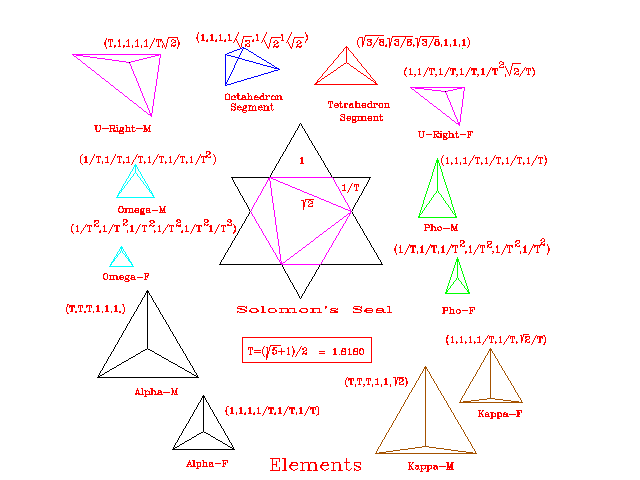 (T,1,1,1,1/T,√2)
(1,1,1,1/√2,1/√2,1/√2)
(√3/8,√3/8,√3/8,1,1,1)
(1,1/T,1/T,1/T,1/T²,√2/T)
Octahedron
Segment
Tetrahedron
Segment
U-Right-M
U-Right-F
(1/T,1/T,1/T,1/T,1/T,1/T²)
1
(1,1,1/T,1/T,1/T,1/T)
1/T
√2
Omega-M
Pho-M
(1/T²,1/T²,1/T²,1/T²,1/T²,1/T³)
(1/T,1/T,1/T²,1/T²,1/T²,1/T²)
Omega-F
(T,T,T,1,1,1,)
Solomon's Seal
Pho-F
T=(√5+1)/2 = 1.6180
(1,1,1,1/T,1/T,√2/T)
(T,T,T,1,1,√2)
Alpha-M
(1,1,1,1/T,1/T,1/T)
Kappa-F
Alpha-F
Elements
Kappa-M